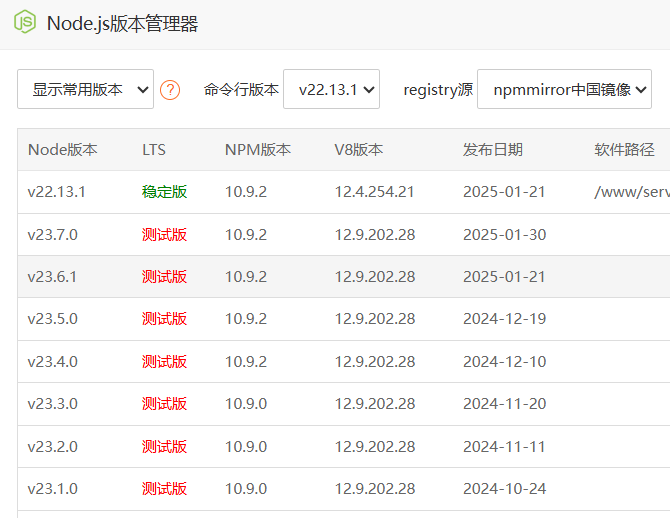 Node.js版本管理器
显示常用版本 ? 命令行版本 v22.13.1 registry源 npmmirror中国镜像
Node版本 LTS NPM版本 V8版本 发布日期 软件路径
v22.13.1 稳定版 10.9.2 12.4.254.21 2025-01-21 /www/serv
v23.7.0 测试版 10.9.2 12.9.202.28 2025-01-30
v23.6.1 测试版 10.9.2 12.9.202.28 2025-01-21
v23.5.0 测试版 10.9.2 12.9.202.28 2024-12-19
v23.4.0 测试版 10.9.2 12.9.202.28 2024-12-10
v23.3.0 测试版 10.9.0 12.9.202.28 2024-11-20
v23.2.0 测试版 10.9.0 12.9.202.28 2024-11-11
v23.1.0 测试版 10.9.0 12.9.202.28 2024-10-24